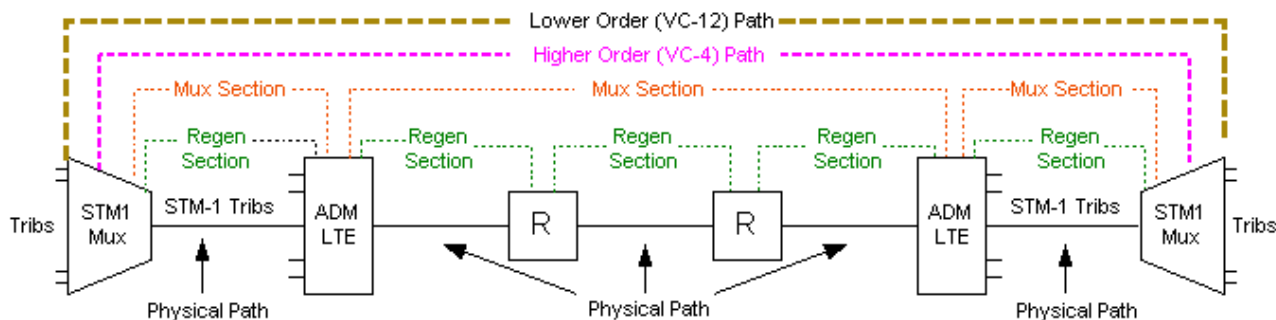 Lower Order (VC-12) Path
Higher Order (VC-4) Path
Mux Section
Mux Section
Mux Section
Regen
Section
Regen
Section
Regen
Section
Regen
Section
Regen
Section
Tribs
STM1
Mux
STM-1 Tribs
ADM
LTE
R
R
ADM
LTE
STM-1 Tribs
STM1
Mux
Tribs
Physical Path
Physical Path
Physical Path